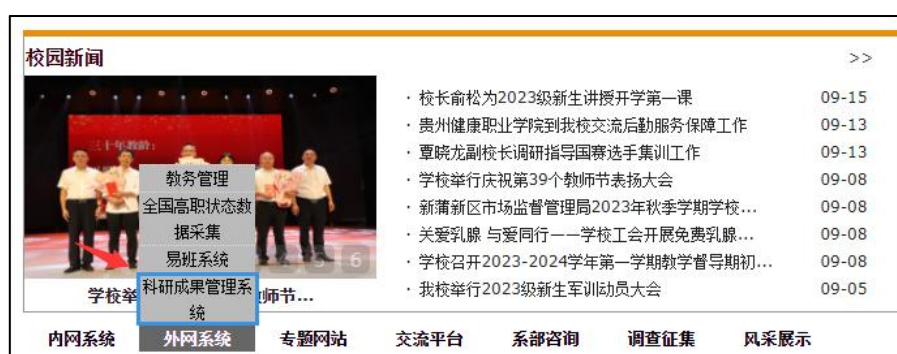 校园新闻
>>
三十年教龄:
· 校长俞松为2023级新生讲授开学第一课 09-15
· 贵州健康职业学院到我校交流后勤服务保障工作 09-13
· 覃晓龙副校长调研指导国赛选手集训工作 09-13
· 学校举行庆祝第39个教师节表扬大会 09-08
· 新蒲新区市场监督管理局2023年秋季学期学校... 09-08
· 关爱乳腺 与爱同行——学校工会开展免费乳腺... 09-08
· 学校召开2023-2024学年第一学期教学督导期初... 09-08
· 我校举行2023级新生军训动员大会 09-05
教务管理
全国高职状态数
据采集
易班系统
科研成果管理系
统
5 6
学校举
师节...
内网系统 外网系统 专题网站 交流平台 系部咨询 调查征集 风采展示